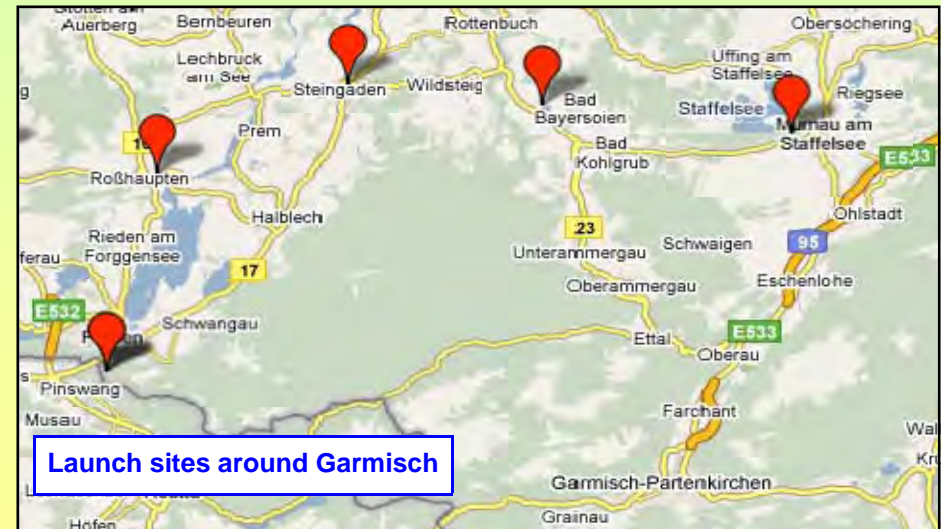 Auerberg
Bernbeuren
Rottenbuch
Obersöchering
Lechbruck
am See
Uffing am
Staffelsee
Steingaden
Wildsteig
Bad
Bayersoien
Staffelsee
Riegsee
Prem
Murnau am
Staffelsee
Bad
Kohlgrub
E533
Roßhaupten
Halblech
Ohlstadt
23
Rieden am
Forggensee
Schwaigen
95
Unterammergau
17
Eschenlohe
Oberammergau
E532
Schwangau
E533
Ettal
Oberau
Pinswang
Farchant
Musau
Launch sites around Garmisch
Garmisch-Partenkirchen
Grainau
Höfen